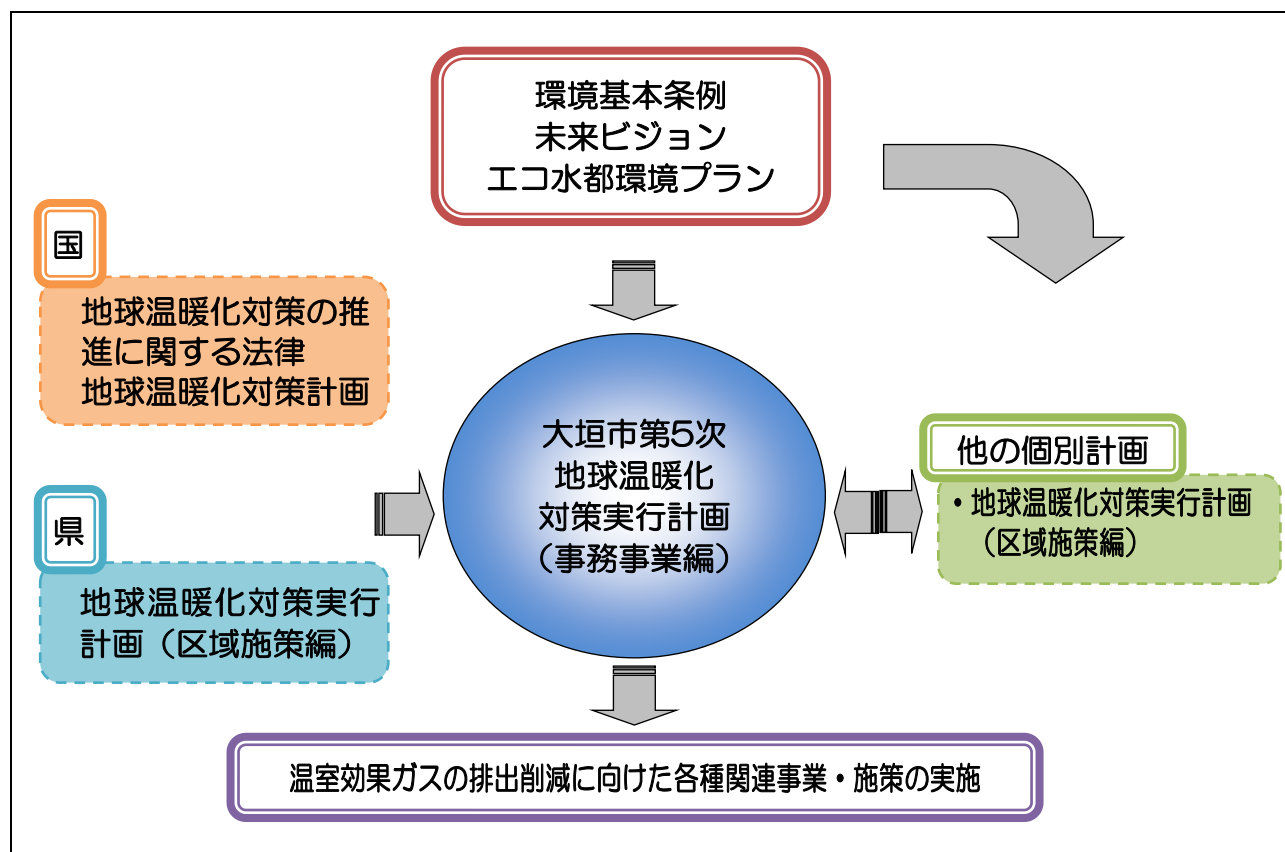 環境基本条例
未来ビジョン
エコ水都環境プラン
国
地球温暖化対策の推
進に関する法律
地球温暖化対策計画
県
地球温暖化対策実行
計画（区域施策編）
大垣市第5次
地球温暖化
対策実行計画
（事務事業編）
他の個別計画
・地球温暖化対策実行計画
（区域施策編）
温室効果ガスの排出削減に向けた各種関連事業・施策の実施